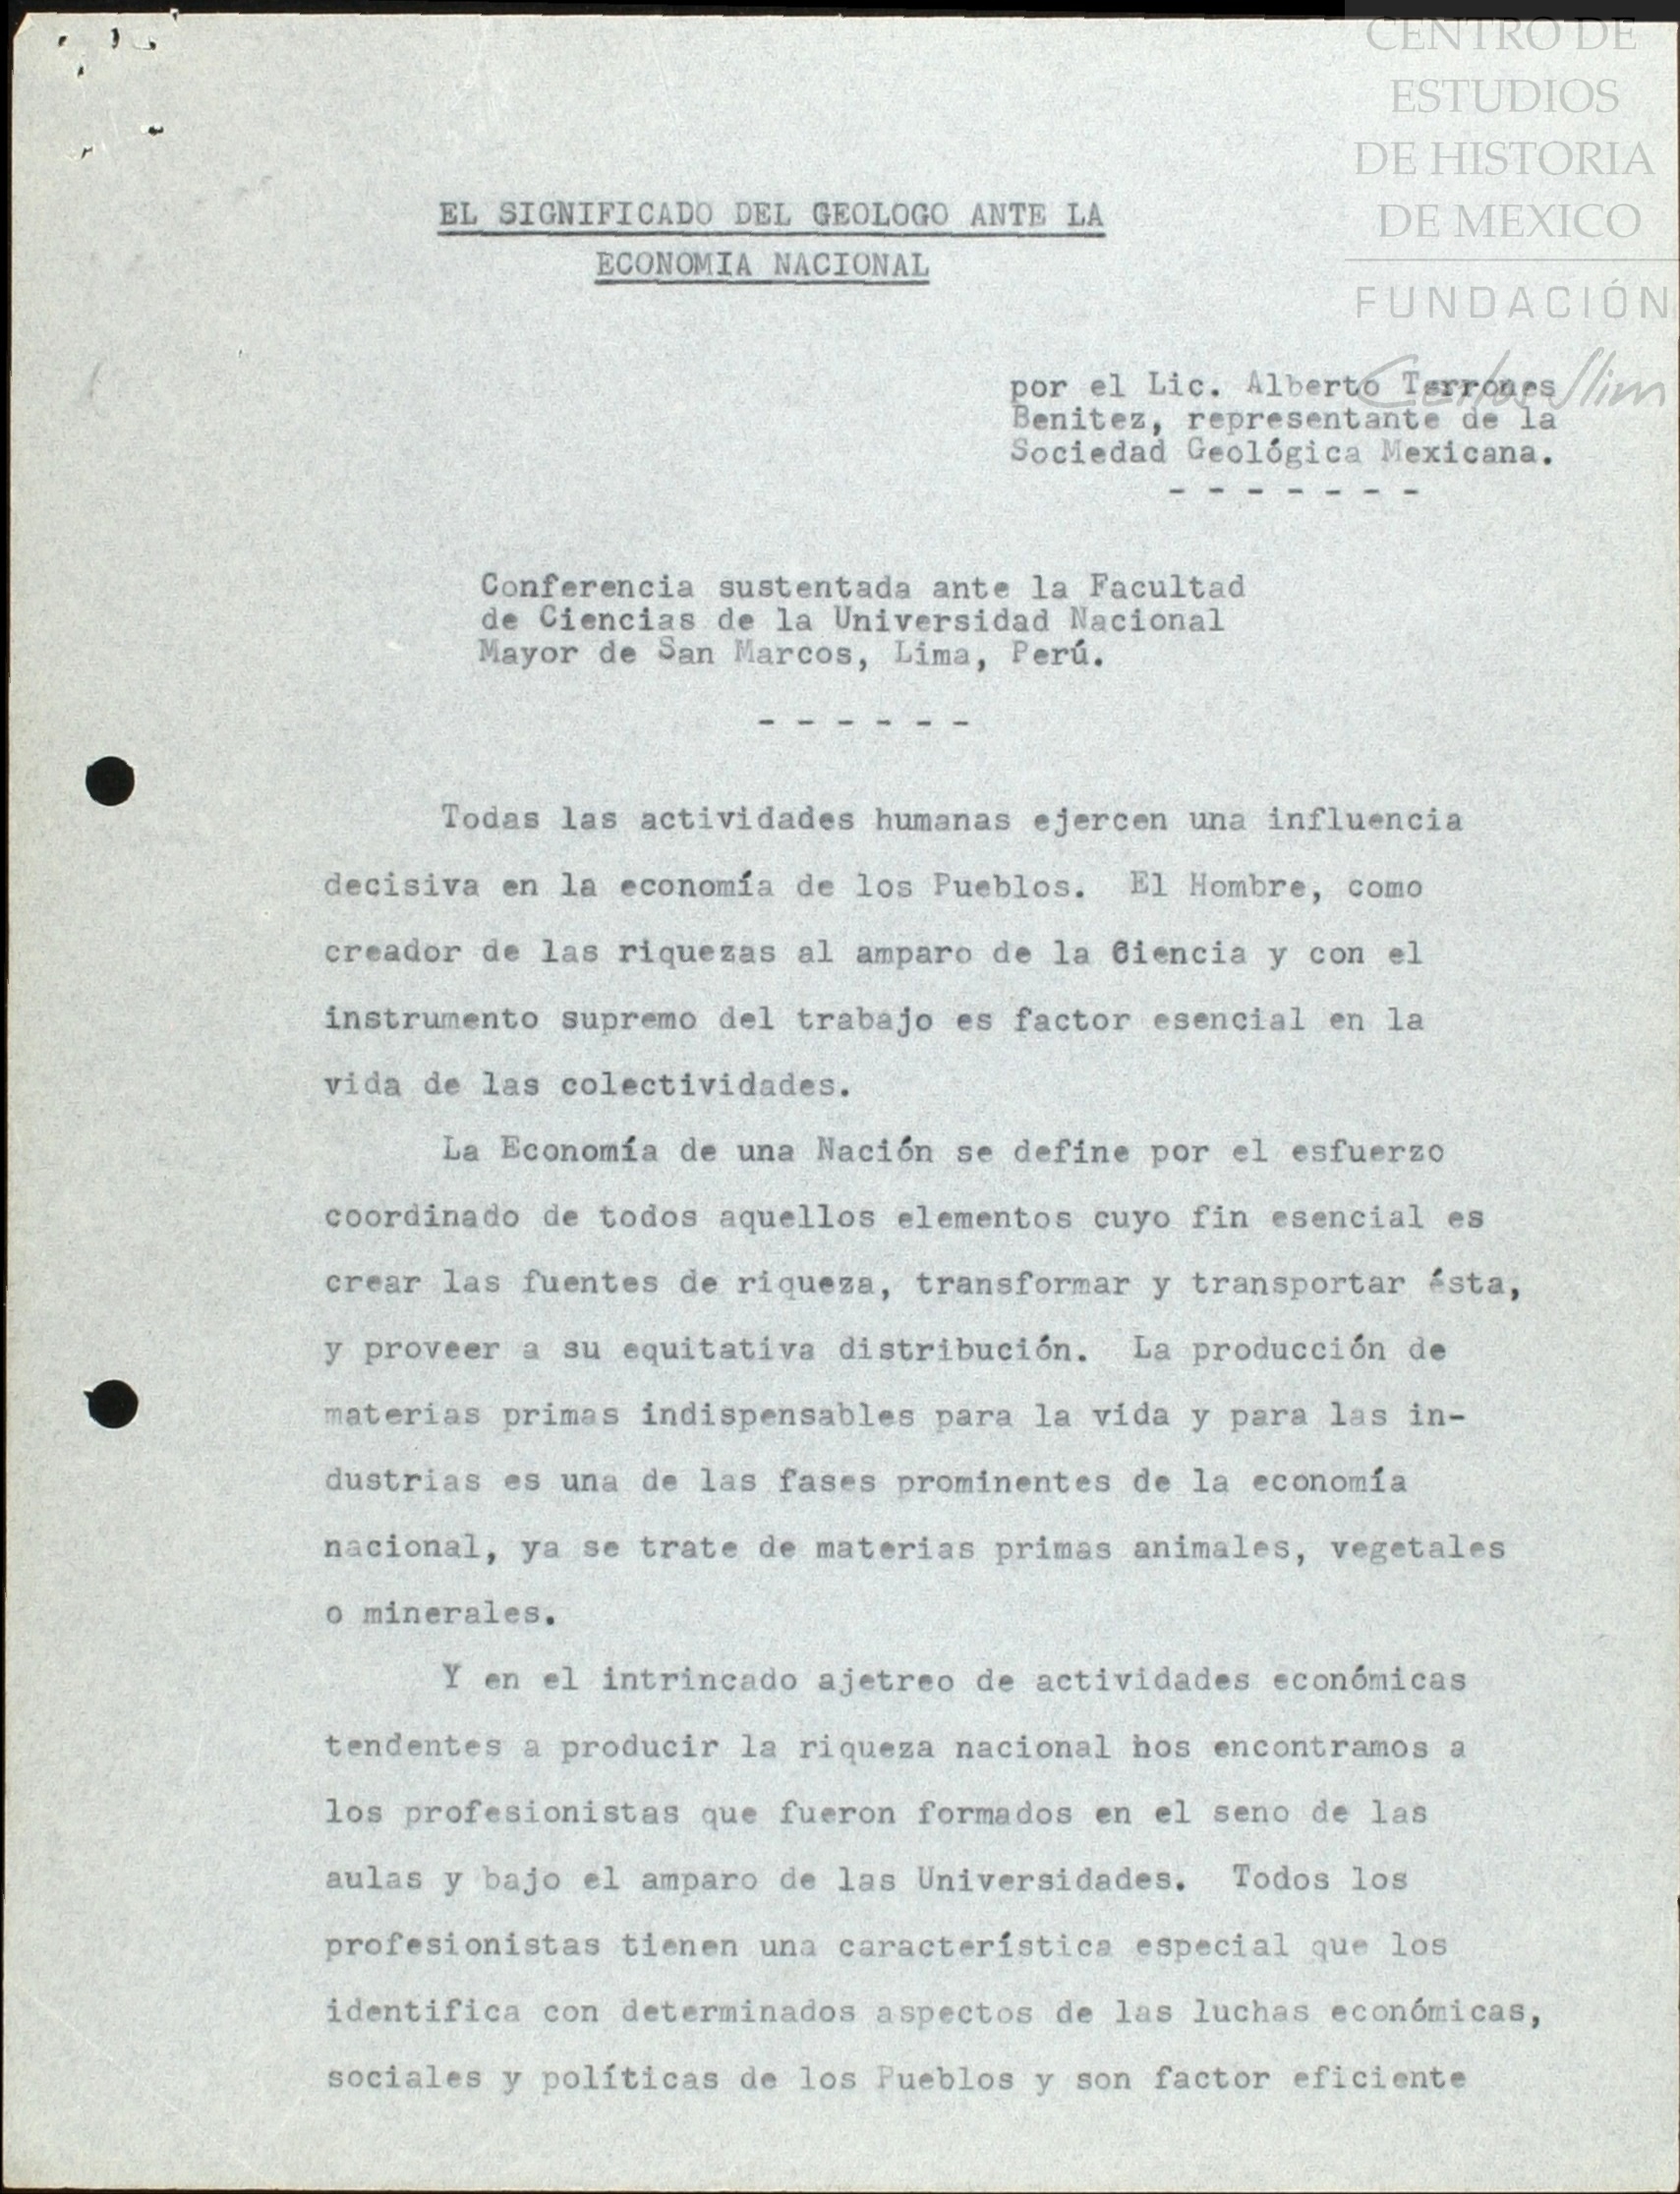 CENTRO DE
ESTUDIOS
DE HISTORIA
DE MEXICO
FUNDACIÓN
Carlos Slim
EL SIGNIFICADO DEL GEOLOGO ANTE LA
ECONOMIA NACIONAL
por el Lic. Alberto Terrones
Benitez, representante de la
Sociedad Geológica Mexicana.
- - - - - - -
Conferencia sustentada ante la Facultad
de Ciencias de la Universidad Nacional
Mayor de San Marcos, Lima, Perú.
- - - - - -
Todas las actividades humanas ejercen una influencia
decisiva en la economía de los Pueblos. El Hombre, como
creador de las riquezas al amparo de la Ciencia y con el
instrumento supremo del trabajo es factor esencial en la
vida de las colectividades.
La Economía de una Nación se define por el esfuerzo
coordinado de todos aquellos elementos cuyo fin esencial es
crear las fuentes de riqueza, transformar y transportar ésta,
y proveer a su equitativa distribución. La producción de
materias primas indispensables para la vida y para las in-
dustrias es una de las fases prominentes de la economía
nacional, ya se trate de materias primas animales, vegetales
o minerales.
Y en el intrincado ajetreo de actividades económicas
tendentes a producir la riqueza nacional nos encontramos a
los profesionistas que fueron formados en el seno de las
aulas y bajo el amparo de las Universidades. Todos los
profesionistas tienen una característica especial que los
identifica con determinados aspectos de las luchas económicas,
sociales y políticas de los Pueblos y son factor eficiente